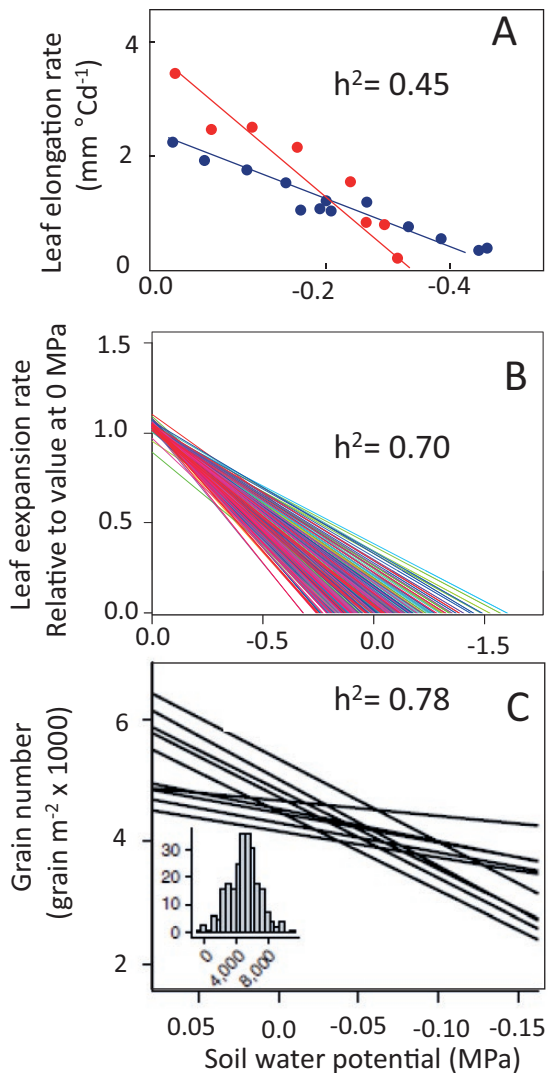 A
h²= 0.45
Leaf elongation rate
(mm °Cd⁻¹)
4
2
0
0.0 -0.2 -0.4
B
h²= 0.70
Leaf eexpansion rate
Relative to value at 0 MPa
1.5
1.0
0.5
0.0
0.0 -0.5 0.0 -1.5
C
h²= 0.78
Grain number
(grain m⁻² x 1000)
6
4
2
30
20
10
0
0 4,000 8,000
0.05 0.0 -0.05 -0.10 -0.15
Soil water potential (MPa)